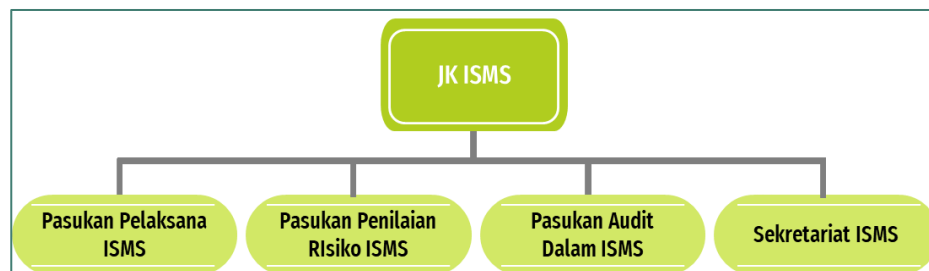 JK ISMS
Pasukan Pelaksana
ISMS
Pasukan Penilaian
RIsiko ISMS
Pasukan Audit
Dalam ISMS
Sekretariat ISMS